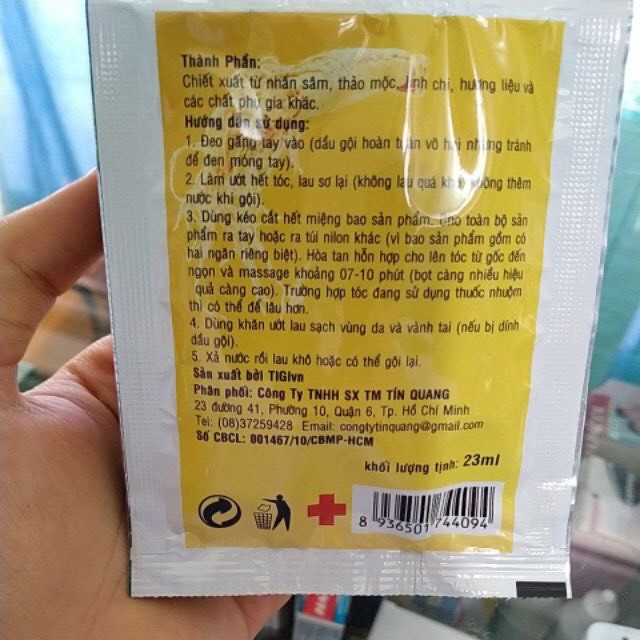 Thành Phần:
Chiết xuất từ nhân sâm, thảo mộc, linh chi, hương liệu và
các chất phụ gia khác.
Hướng dẫn sử dụng:
1. Đeo găng tay vào (dầu gội hoàn toàn vô hại nhưng tránh
để đen móng tay).
2. Làm ướt hết tóc, lau sơ lại (không lau quá khô, không thêm
nước khi gội).
3. Dùng kéo cắt hết miệng bao sản phẩm. Cho toàn bộ sản
phẩm ra tay hoặc ra túi nilon khác (vì bao sản phẩm gồm có
hai ngăn riêng biệt). Hòa tan hỗn hợp cho lên tóc từ gốc đến
ngọn và massage khoảng 07-10 phút (bọt càng nhiều hiệu
quả càng cao). Trường hợp tóc đang sử dụng thuốc nhuộm
thì có thể để lâu hơn.
4. Dùng khăn ướt lau sạch vùng da và vành tai (nếu bị dính
dầu gội).
5. Xả nước rồi lau khô hoặc có thể gội lại.
Sản xuất bởi TIGIvn
Phân phối: Công Ty TNHH SX TM TÍN QUANG
23 đường 41, Phường 10, Quận 6, Tp. Hồ Chí Minh
Tel: (08)37259428 Email: congtytinquang@gmail.com
Số CBCL: 001467/10/CBMP-HCM
khối lượng tịnh: 23ml
8 936501 744094